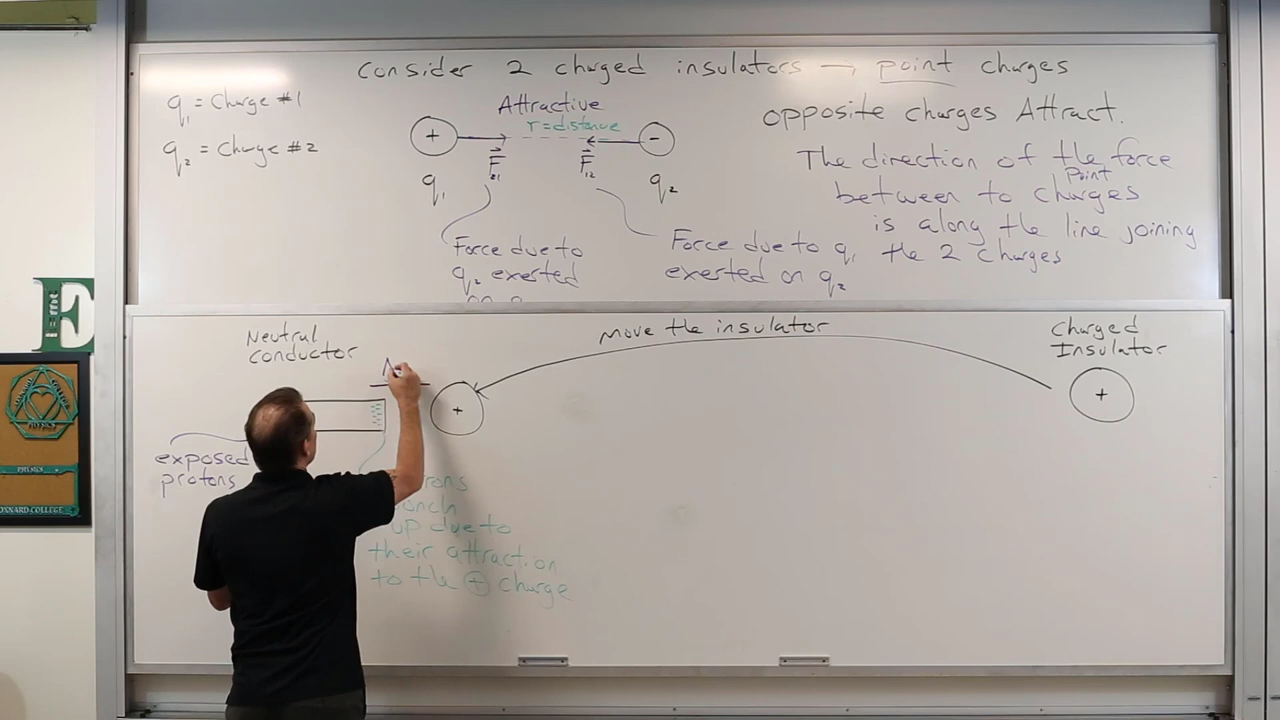 Consider 2 charged insulators → point charges
q₁ = Charge #1
q₂ = Charge #2
Attractive
r = distance
+
-
F₂₁
F₁₂
q₁
q₂
Force due to
q₂ exerted
Force due to q₁
exerted on q₂
opposite charges Attract.
The direction of the force
Point
between to charges
is along the line joining
the 2 charges
Neutral
conductor
move the insulator
Charged
Insulator
+
+
exposed
protons
up due to
their attraction
to the ⊕ charge
E
PHYSICS
PHYSICS